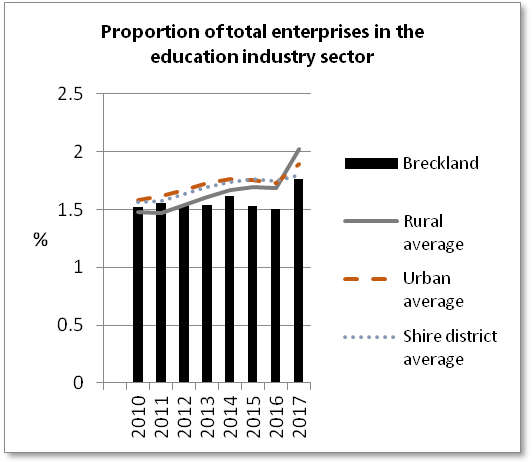 Proportion of total enterprises in the
education industry sector
2.5
2
1.5
1
0.5
0
%
2010
2011
2012
2013
2014
2015
2016
2017
Breckland
Rural
average
Urban
average
Shire district
average